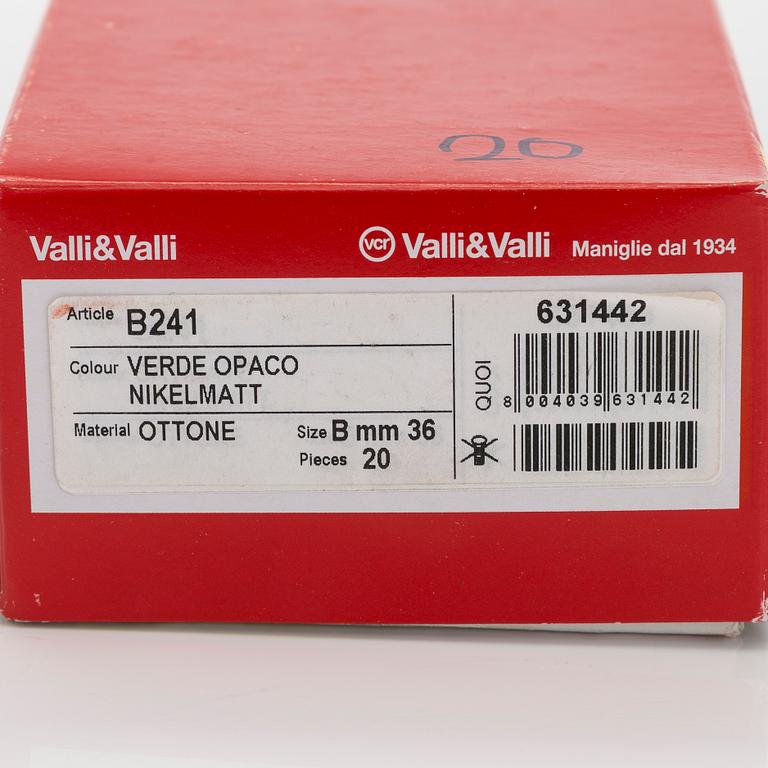 20
Valli&Valli
vcr Valli&Valli Maniglie dal 1934
Article B241
Colour VERDE OPACO
NIKELMATT
Material OTTONE
Size B mm 36
Pieces 20
631442
QUOI
8 004039 631442